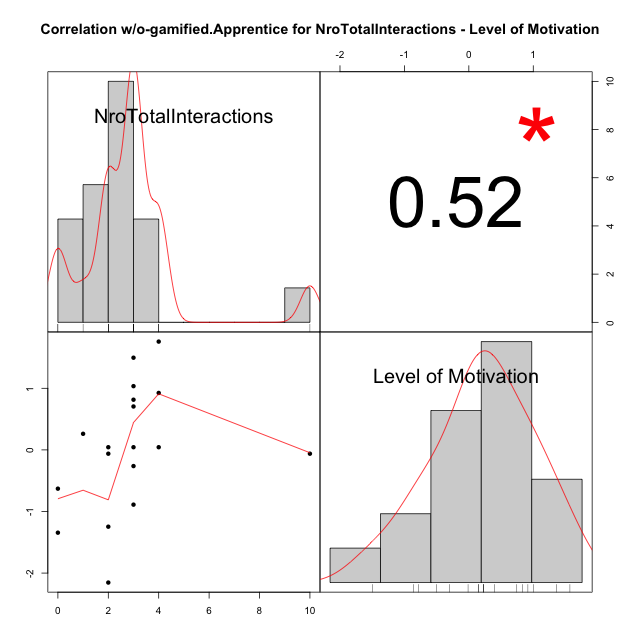 Correlation w/o-gamified.Apprentice for NroTotalInteractions - Level of Motivation
-2 -1 0 1
NroTotalInteractions
*
0.52
0 2 4 6 8 10
Level of Motivation
-2 -1 0 1
0 2 4 6 8 10